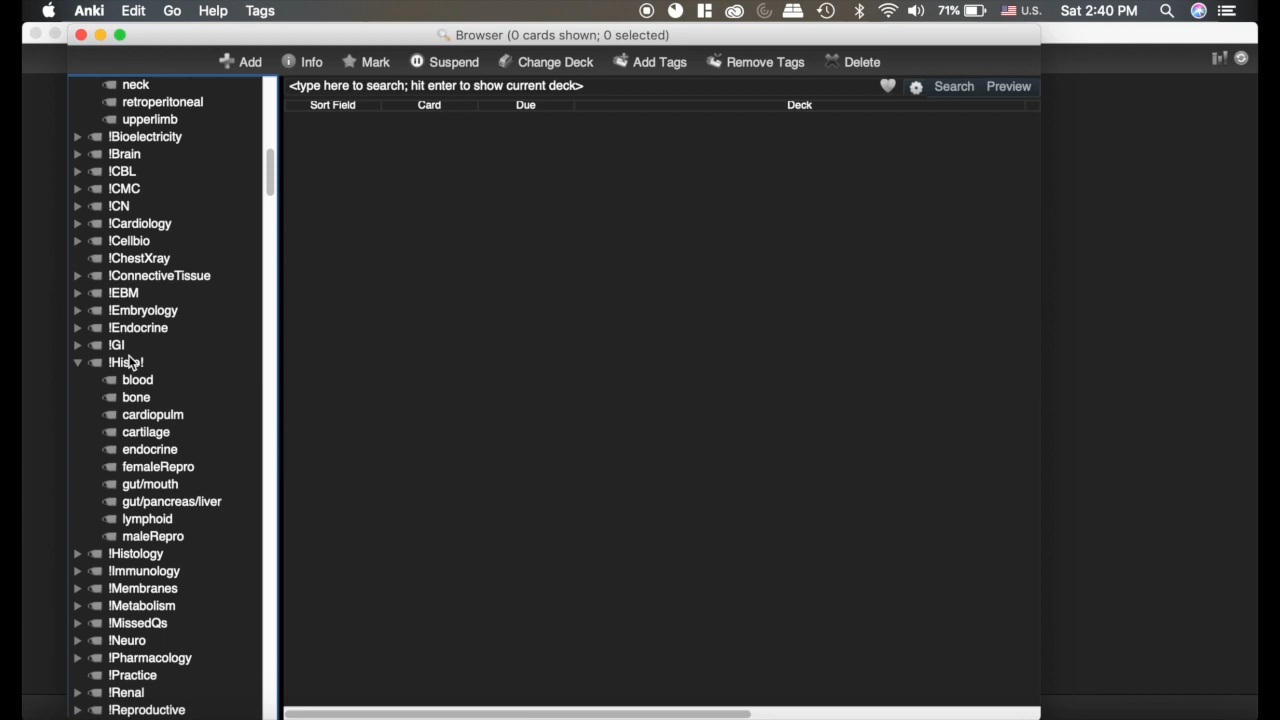 Anki Edit Go Help Tags 71% U.S. Sat 2:40 PM
Browser (0 cards shown; 0 selected)
Add Info Mark Suspend Change Deck Add Tags Remove Tags Delete
<type here to search; hit enter to show current deck> Search Preview
Sort Field Card Due Deck
neck
retroperitoneal
upperlimb
!Bioelectricity
!Brain
!CBL
!CMC
!CN
!Cardiology
!Cellbio
!ChestXray
!ConnectiveTissue
!EBM
!Embryology
!Endocrine
!GI
blood
bone
cardiopulm
cartilage
endocrine
femaleRepro
gut/mouth
gut/pancreas/liver
lymphoid
maleRepro
!Histology
!Immunology
!Membranes
!Metabolism
!MissedQs
!Neuro
!Pharmacology
!Practice
!Renal
!Reproductive